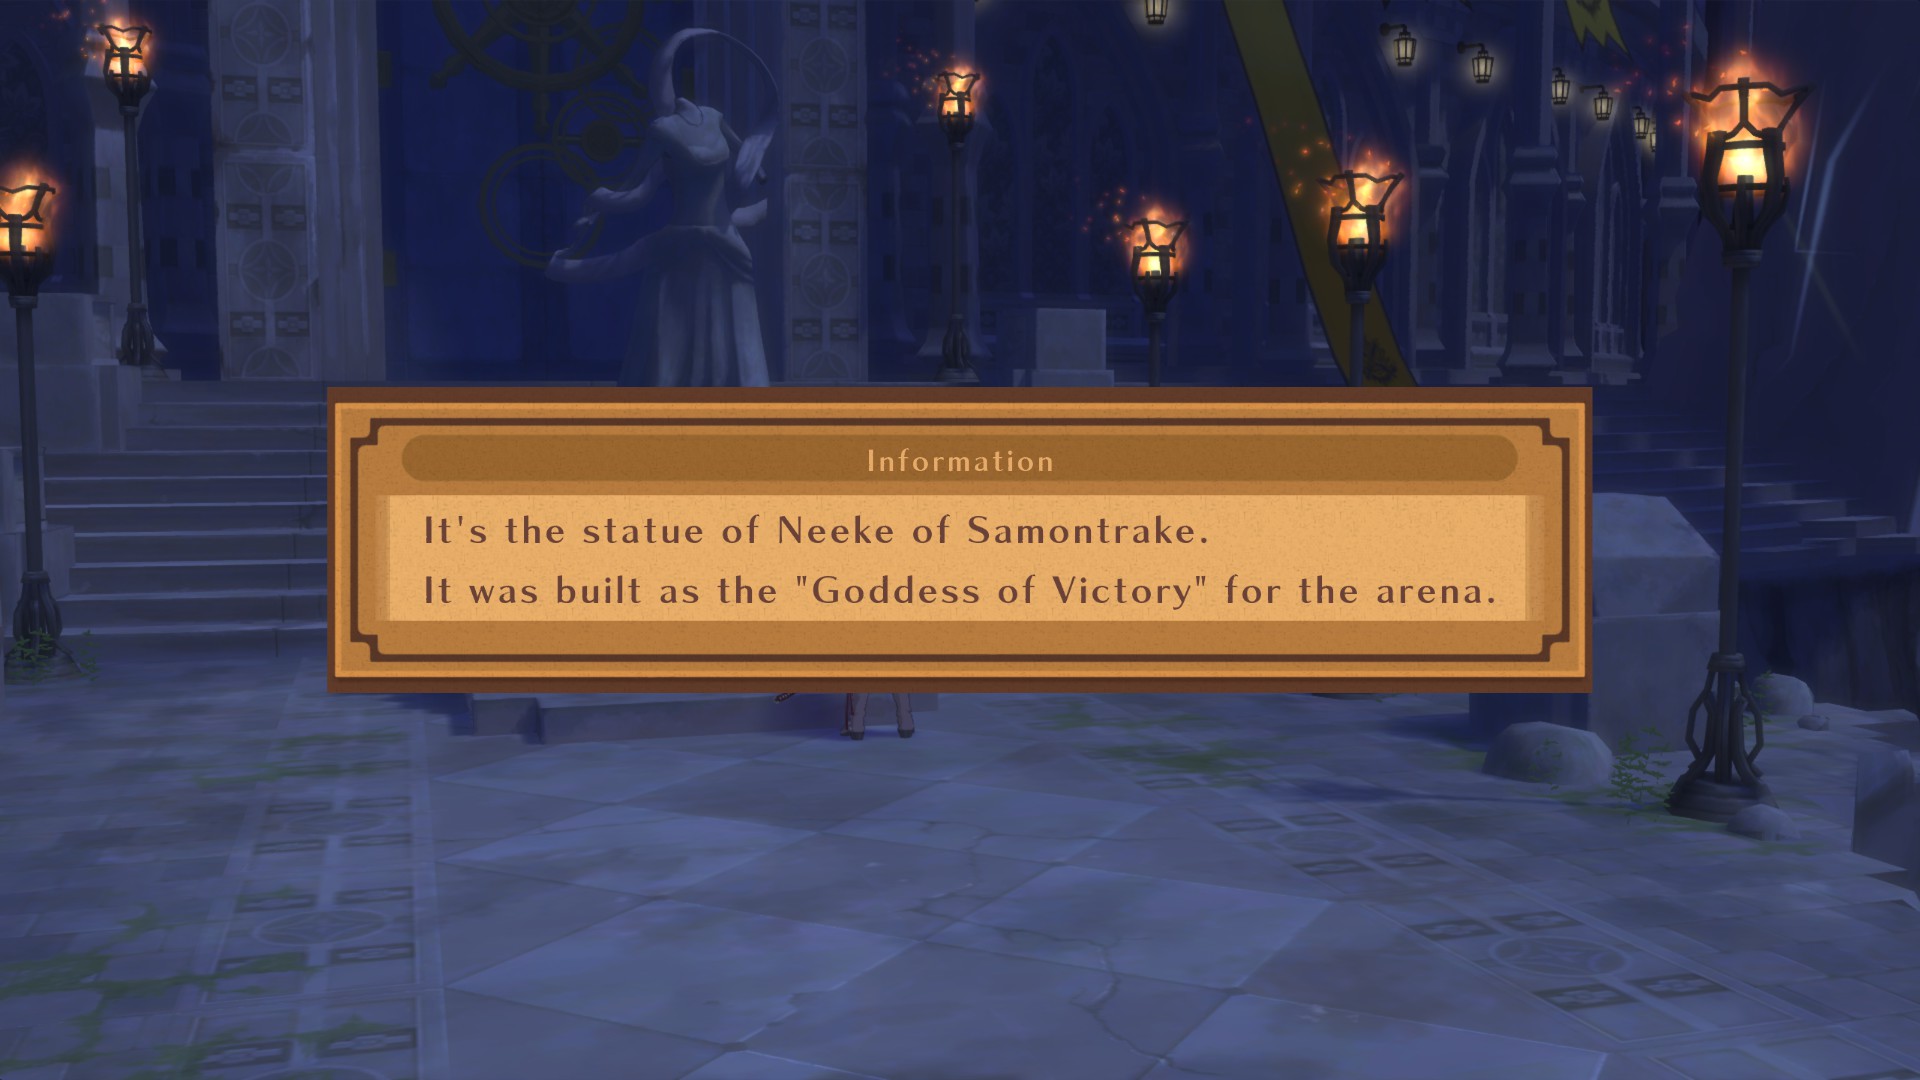 Information
It's the statue of Neeke of Samontrake.
It was built as the "Goddess of Victory" for the arena.